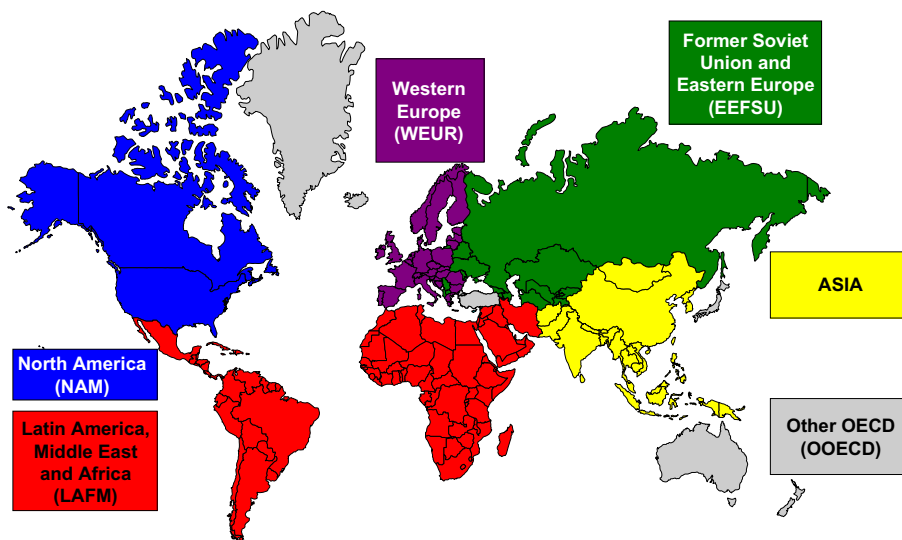 Former Soviet
Union and
Eastern Europe
(EEFSU)
Western
Europe
(WEUR)
ASIA
North America
(NAM)
Latin America,
Middle East
and Africa
(LAFM)
Other OECD
(OOECD)